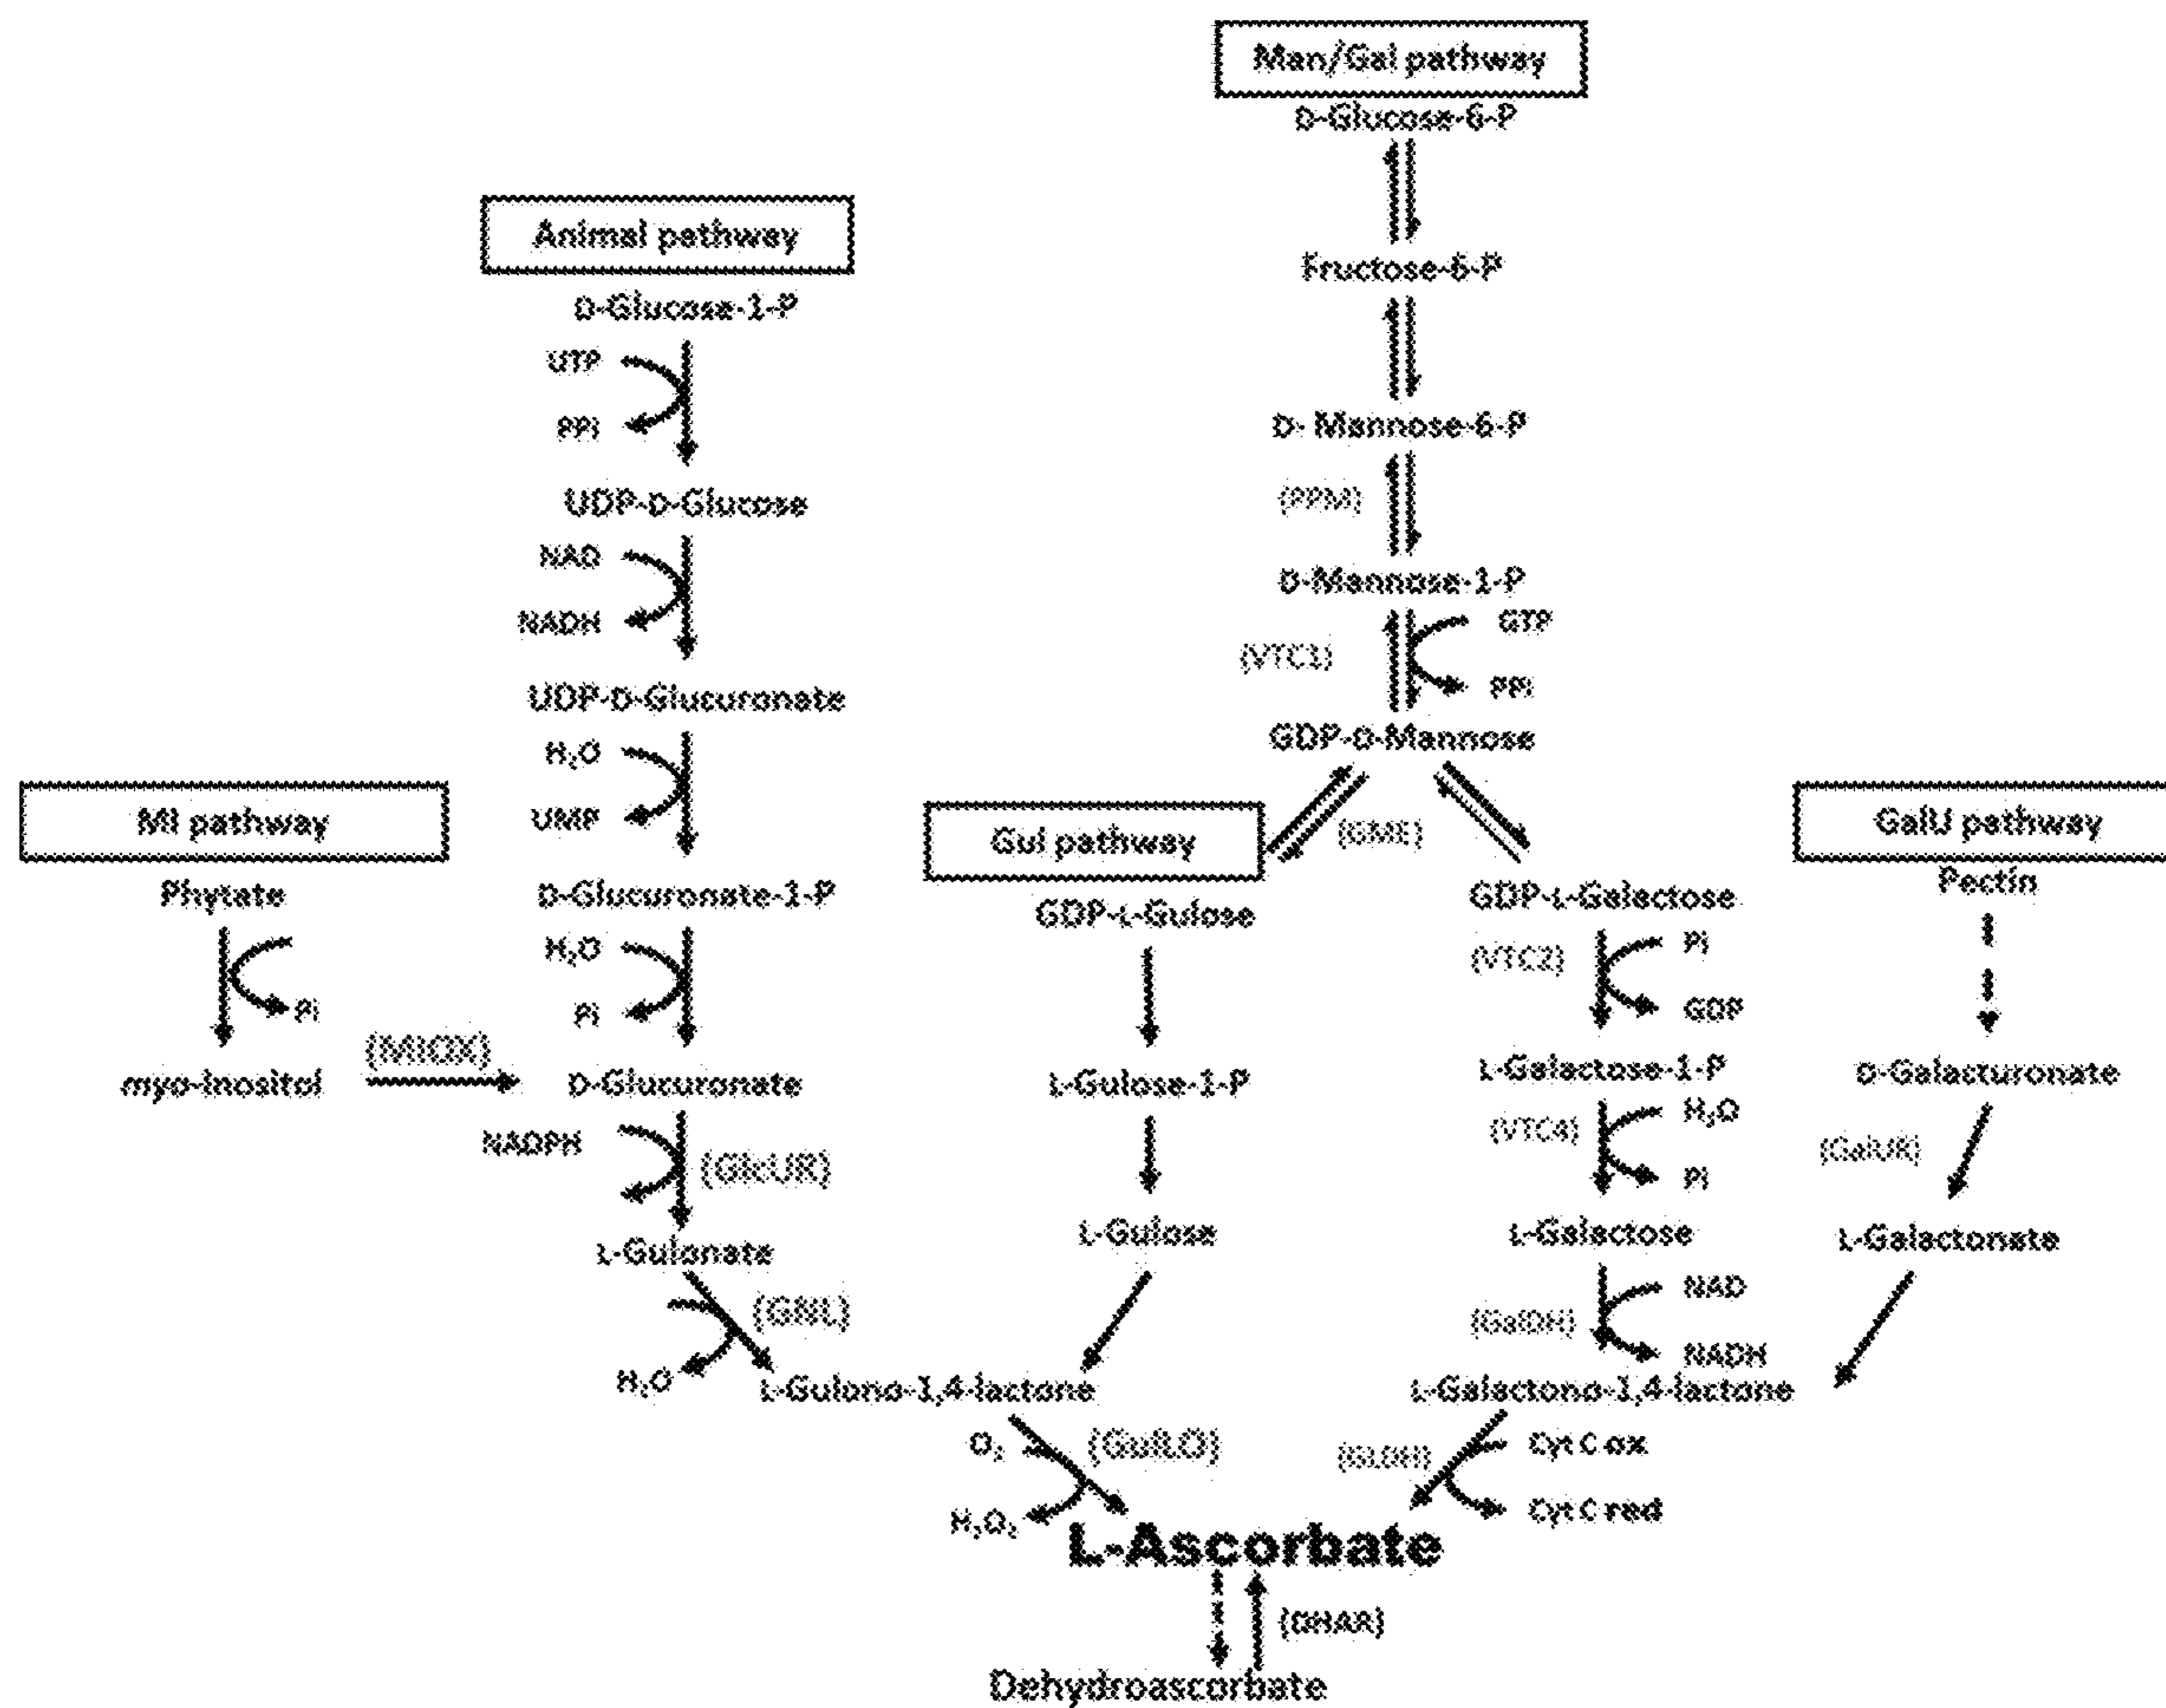 Man/Gal pathway
D-Glucose-6-P
Fructose-6-P
D- Mannose-6-P
(PPM)
D-Mannose-1-P
GTP
(VTC1)
PPi
GDP-D-Mannose
(GME)
Animal pathway
D-Glucose-1-P
UTP
PPi
UDP-D-Glucose
NAD
NADH
UDP-D-Glucuronate
H₂O
UMP
D-Glucuronate-1-P
H₂O
Pi
D-Glucuronate
NADPH
(GlcUR)
L-Gulonate
(GNL)
H₂O
L-Gulono-1,4-lactone
O₂
(GulLO)
H₂O₂
MI pathway
Phytate
Pi
myo-Inositol
(MIOX)
Gul pathway
GDP-L-Gulose
L-Gulose-1-P
L-Gulose
GDP-L-Galactose
(VTC2)
Pi
GDP
L-Galactose-1-P
(VTC4)
H₂O
Pi
L-Galactose
(GalDH)
NAD
NADH
L-Galactono-1,4-lactone
(GLDH)
Cyt C ox
Cyt C red
GalU pathway
Pectin
D-Galacturonate
(GalUR)
L-Galactonate
L-Ascorbate
(DHAR)
Dehydroascorbate